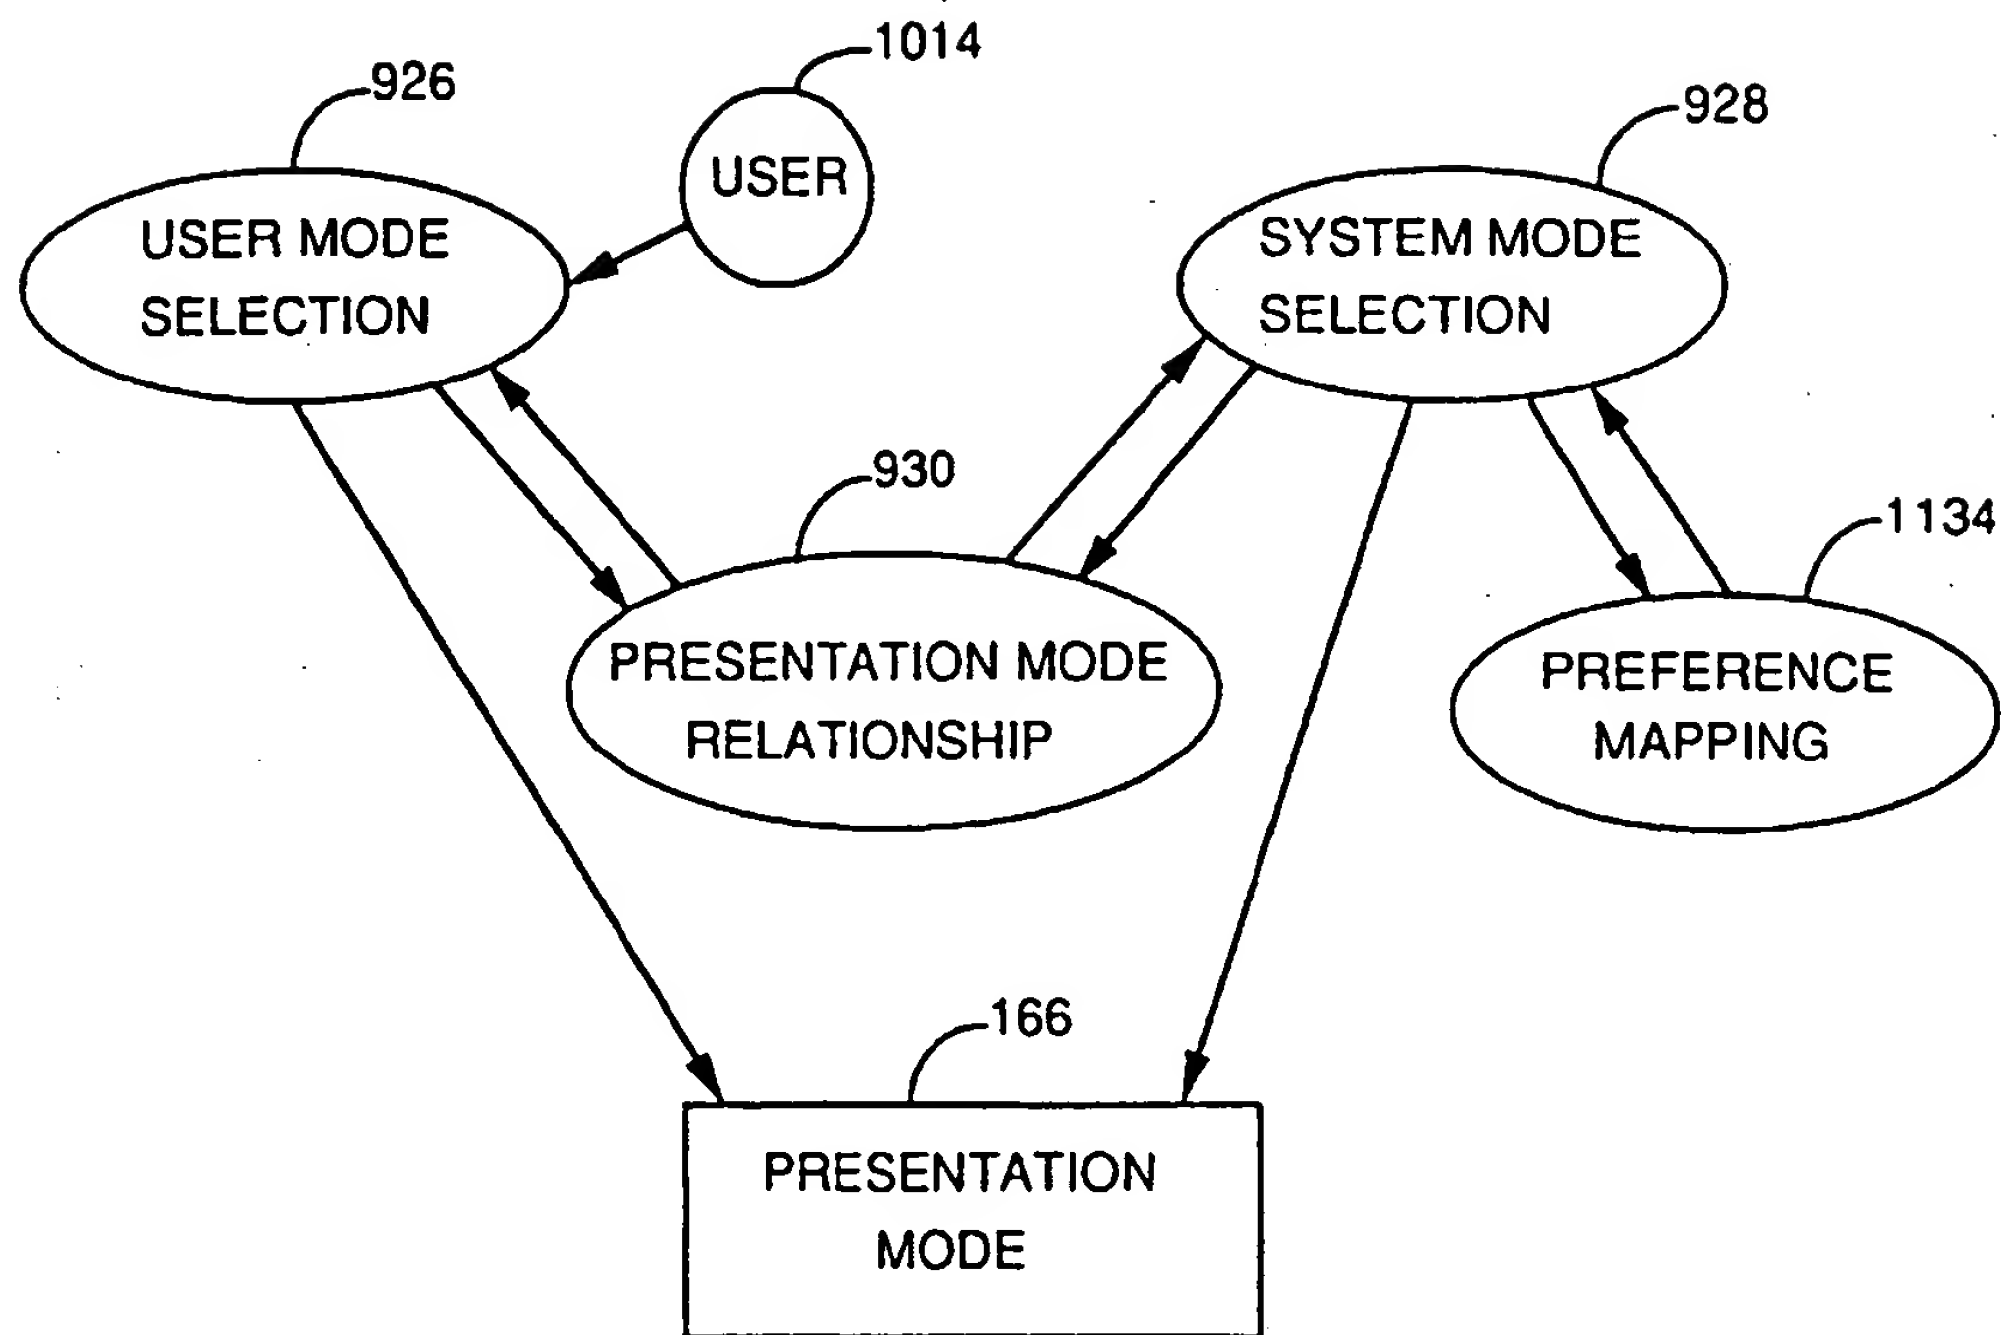 1014
926
928
USER
USER MODE
SELECTION
SYSTEM MODE
SELECTION
930
1134
PRESENTATION MODE
RELATIONSHIP
PREFERENCE
MAPPING
166
PRESENTATION
MODE